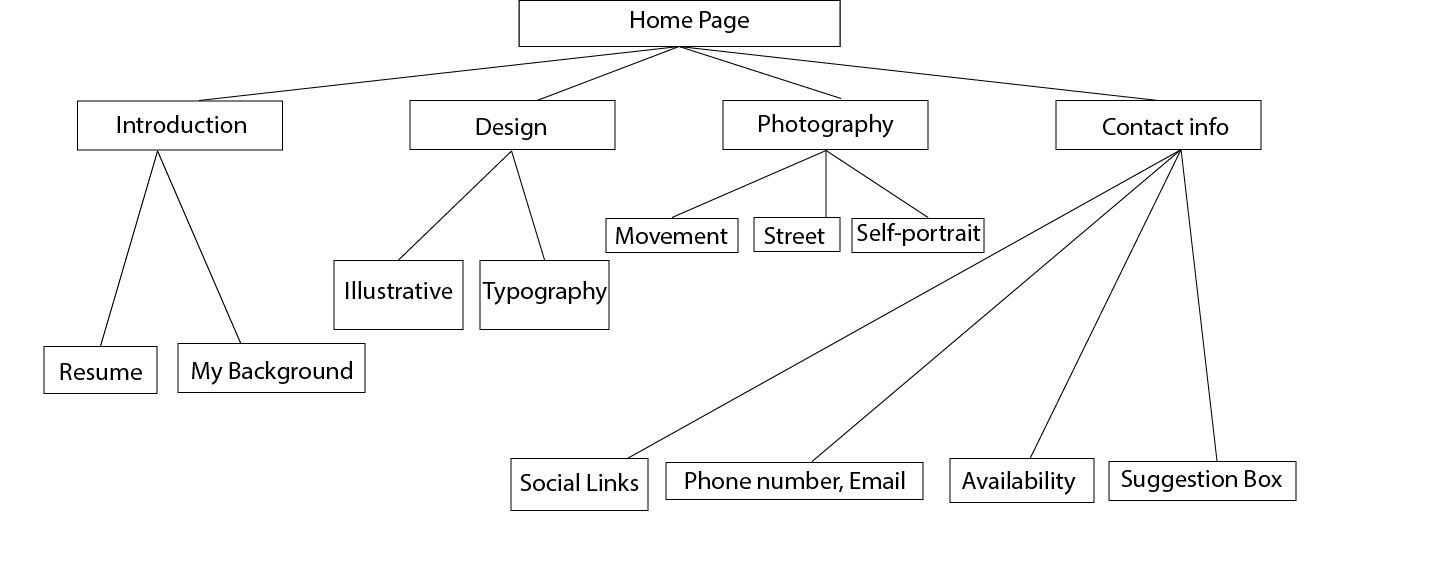 Home Page
Introduction
Design
Photography
Contact info
Movement
Street
Self-portrait
Illustrative
Typography
Resume
My Background
Social Links
Phone number, Email
Availability
Suggestion Box